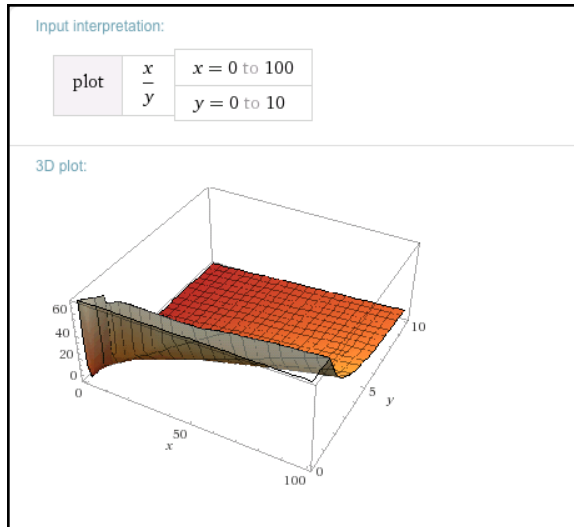 Input interpretation:
plot x/y x = 0 to 100
y = 0 to 10
3D plot:
60
40
20
0
0
50
x
100
0
5
y
10